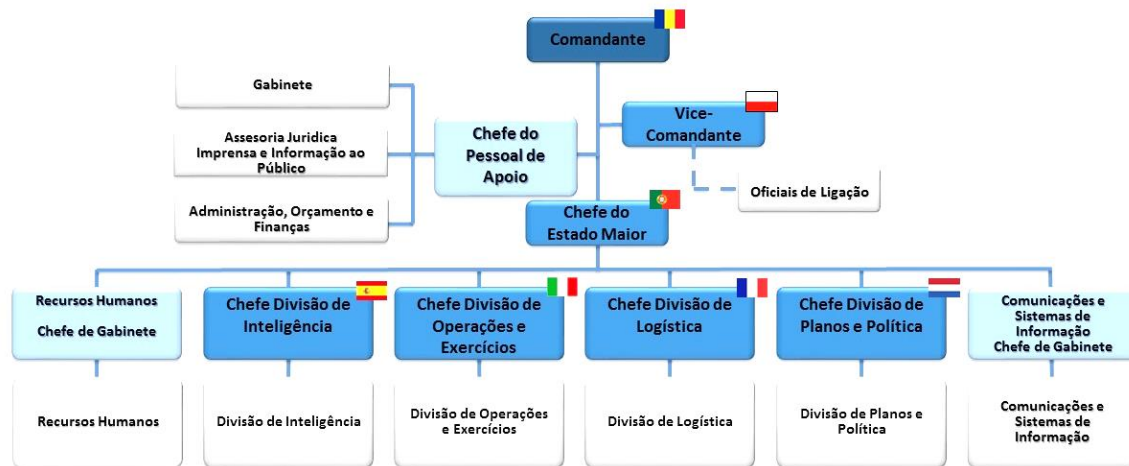 Comandante
Gabinete
Vice-
Comandante
Assesoria Juridica
Imprensa e Informação ao
Público
Chefe do
Pessoal de
Apoio
Oficiais de Ligação
Administração, Orçamento e
Finanças
Chefe do
Estado Maior
Recursos Humanos
Chefe de Gabinete
Chefe Divisão de
Inteligência
Chefe Divisão de
Operações e
Exercícios
Chefe Divisão de
Logística
Chefe Divisão de
Planos e Política
Comunicações e
Sistemas de
Informação
Chefe de Gabinete
Recursos Humanos
Divisão de Inteligência
Divisão de Operações
e Exercícios
Divisão de Logística
Divisão de Planos e
Política
Comunicações e
Sistemas de
Informação